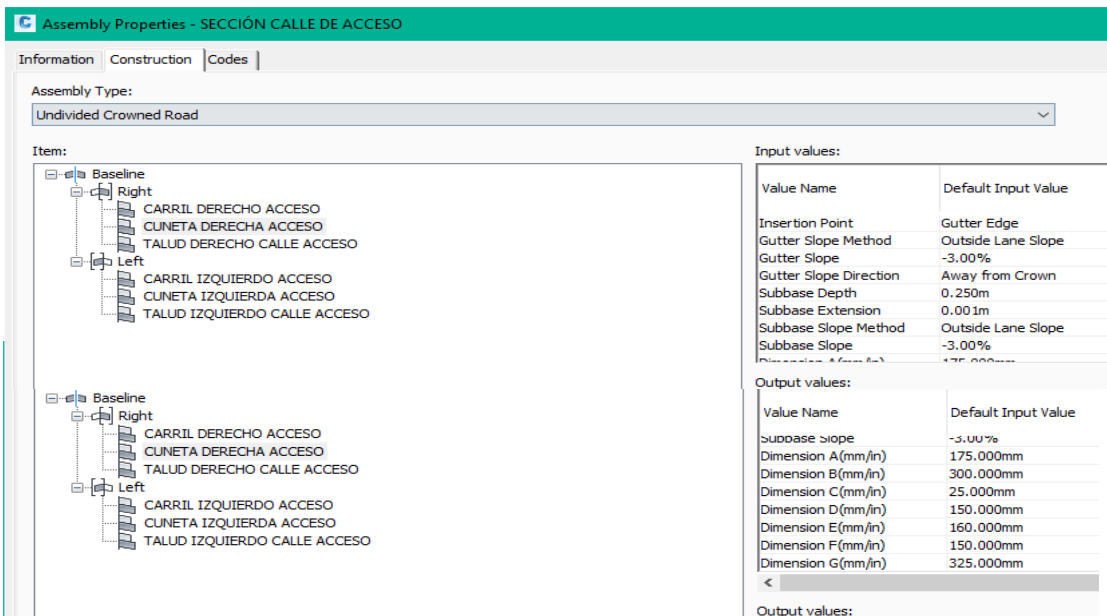 C Assembly Properties - SECCIÓN CALLE DE ACCESO
Information Construction Codes
Assembly Type:
Undivided Crowned Road
Item:
Baseline
Right
CARRIL DERECHO ACCESO
CUNETA DERECHA ACCESO
TALUD DERECHO CALLE ACCESO
Left
CARRIL IZQUIERDO ACCESO
CUNETA IZQUIERDA ACCESO
TALUD IZQUIERDO CALLE ACCESO
Input values:
Value Name Default Input Value
Insertion Point Gutter Edge
Gutter Slope Method Outside Lane Slope
Gutter Slope -3.00%
Gutter Slope Direction Away from Crown
Subbase Depth 0.250m
Subbase Extension 0.001m
Subbase Slope Method Outside Lane Slope
Subbase Slope -3.00%
Dimension A(mm/in) 175.000mm
Baseline
Right
CARRIL DERECHO ACCESO
CUNETA DERECHA ACCESO
TALUD DERECHO CALLE ACCESO
Left
CARRIL IZQUIERDO ACCESO
CUNETA IZQUIERDA ACCESO
TALUD IZQUIERDO CALLE ACCESO
Output values:
Value Name Default Input Value
Subbase Slope -3.00%
Dimension A(mm/in) 175.000mm
Dimension B(mm/in) 300.000mm
Dimension C(mm/in) 25.000mm
Dimension D(mm/in) 150.000mm
Dimension E(mm/in) 160.000mm
Dimension F(mm/in) 150.000mm
Dimension G(mm/in) 325.000mm
Output values: